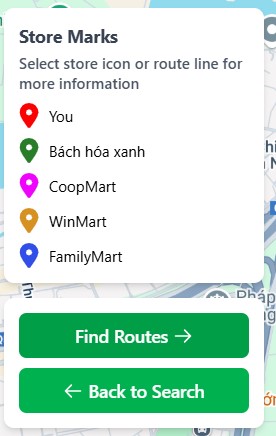 Store Marks
Select store icon or route line for
more information
You
Bách hóa xanh
CoopMart
WinMart
FamilyMart
Pháp
Find Routes →
← Back to Search